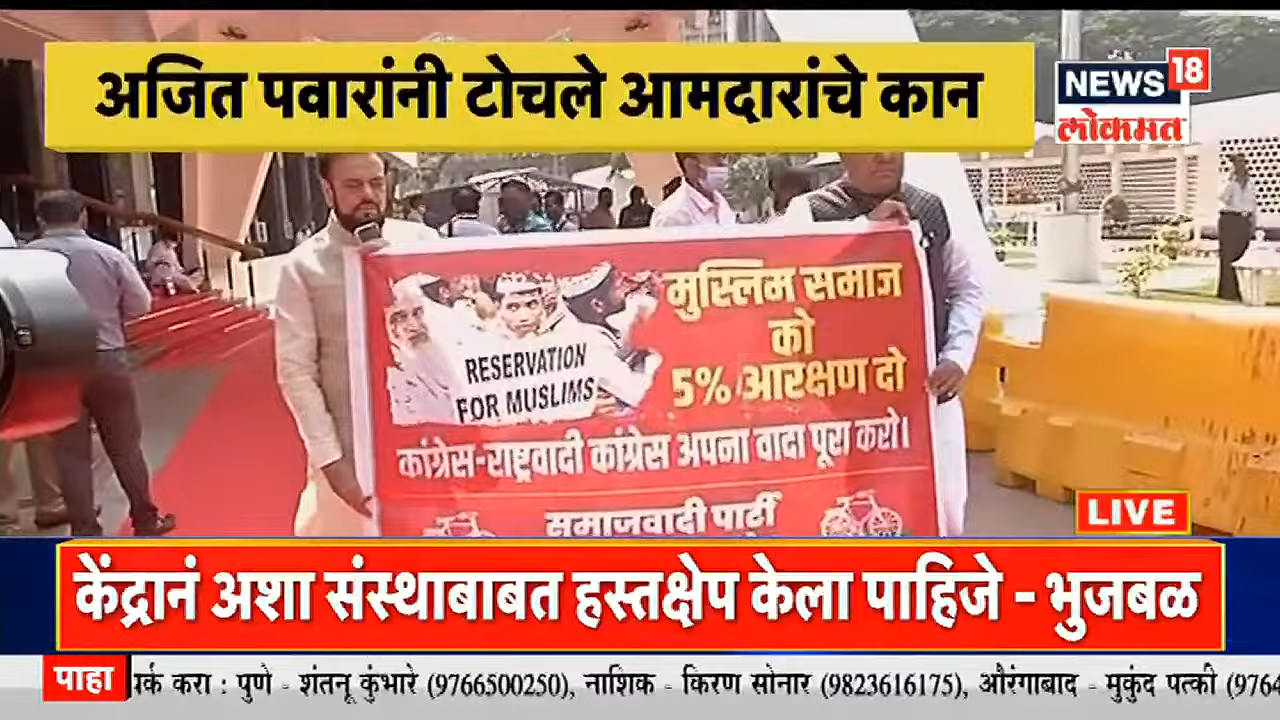 अजित पवारांनी टोचले आमदारांचे कान
NEWS 18
लोकमत
RESERVATION
FOR MUSLIMS
मुस्लिम समाज
को
5% आरक्षण दो
कांग्रेस-राष्ट्रवादी कांग्रेस अपना वादा पूरा करो।
समाजवादी पार्टी
LIVE
केंद्रानं अशा संस्थाबाबत हस्तक्षेप केला पाहिजे - भुजबळ
पाहा
र्क करा : पुणे - शंतनू कुंभारे (9766500250), नाशिक - किरण सोनार (9823616175), औरंगाबाद - मुकुंद पत्की (9764